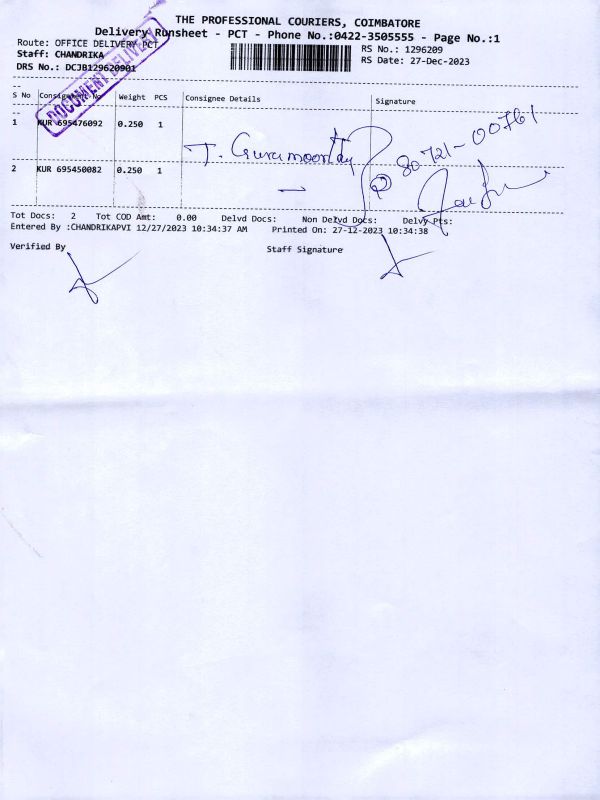 THE PROFESSIONAL COURIERS, COIMBATORE
Delivery Runsheet - PCT - Phone No.:0422-3505555 - Page No.:1
Route: OFFICE DELIVERY PCT
RS No.: 1296209
Staff: CHANDRIKA
RS Date: 27-Dec-2023
DRS No.: DCJB129620901
DOCUMENT DELIVERY
S No Consignment No Weight PCS Consignee Details Signature
1 KUR 695476092 0.250 1
T. Gurumoorthy
80721-00761
2 KUR 695450082 0.250 1
Tot Docs: 2 Tot COD Amt: 0.00 Delvd Docs: Non Delvd Docs: Delvy Pts:
Entered By :CHANDRIKAPVI 12/27/2023 10:34:37 AM Printed On: 27-12-2023 10:34:38
Verified By Staff Signature